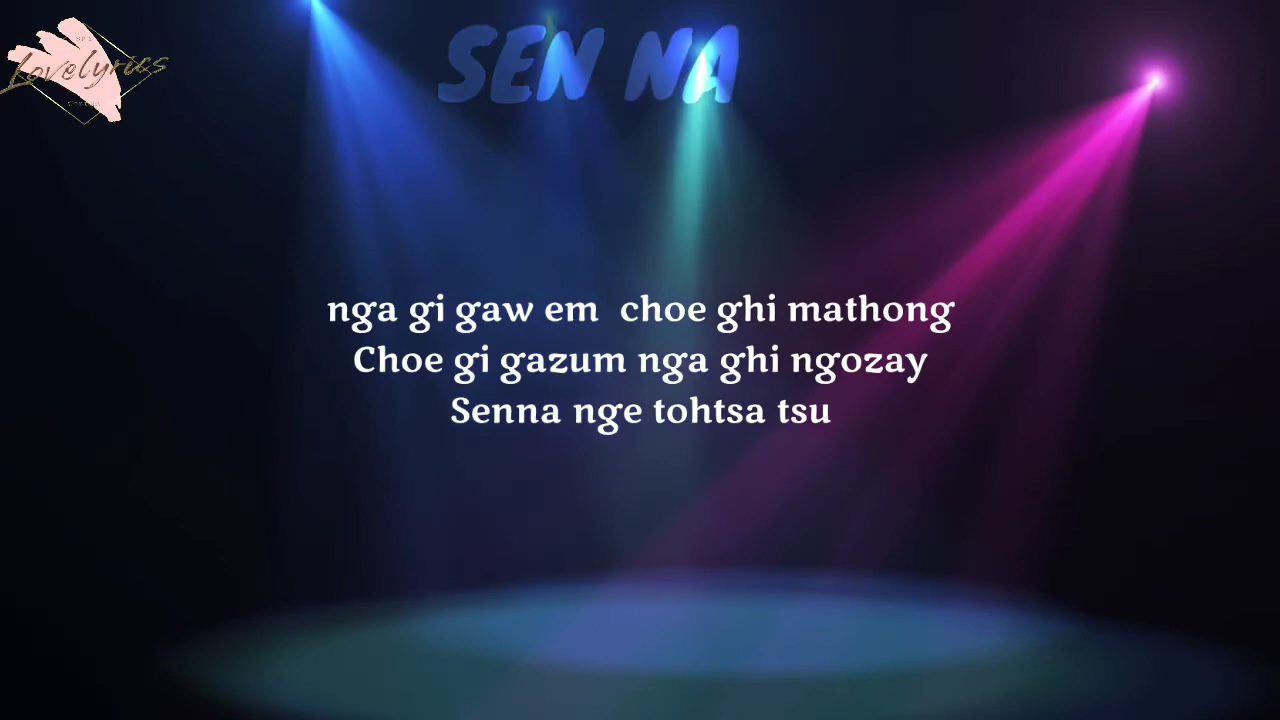 SEN NA
Lovelyrics
nga gi gaw em  choe ghi mathong
Choe gi gazum nga ghi ngozay
Senna nge tohtsa tsu